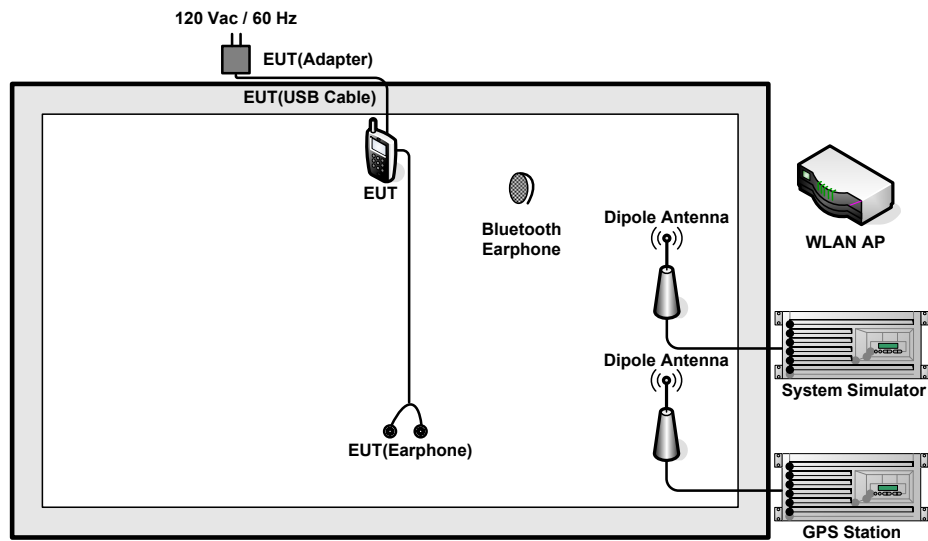 120 Vac / 60 Hz
EUT(Adapter)
EUT(USB Cable)
EUT
Bluetooth
Earphone
Dipole Antenna
WLAN AP
Dipole Antenna
System Simulator
EUT(Earphone)
GPS Station